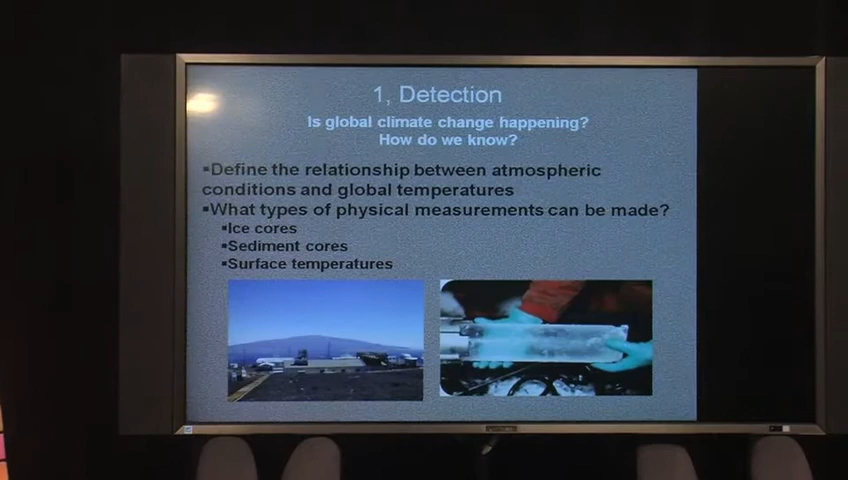 1, Detection
Is global climate change happening?
How do we know?
▪Define the relationship between atmospheric
conditions and global temperatures
▪What types of physical measurements can be made?
▪Ice cores
▪Sediment cores
▪Surface temperatures